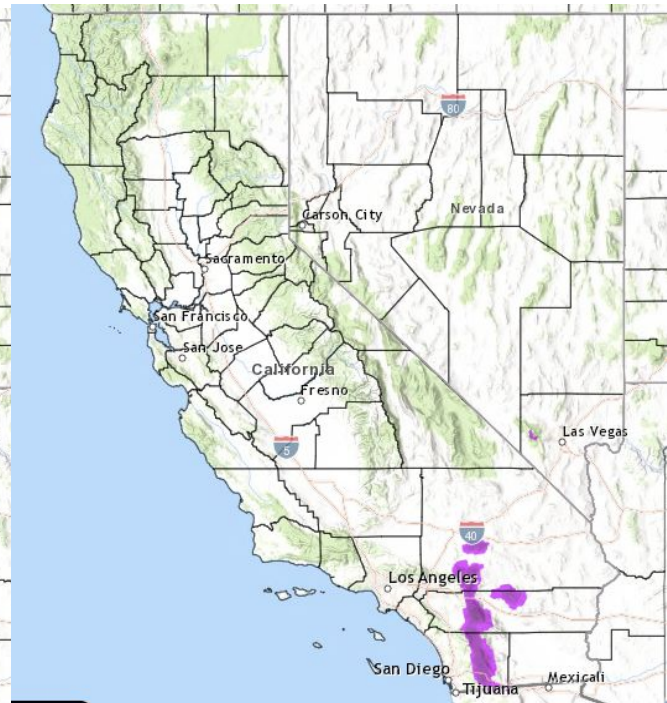 80
Carson City
Nevada
Sacramento
San Francisco
San Jose
California
Fresno
5
Las Vegas
40
Los Angeles
San Diego
Tijuana
Mexicali